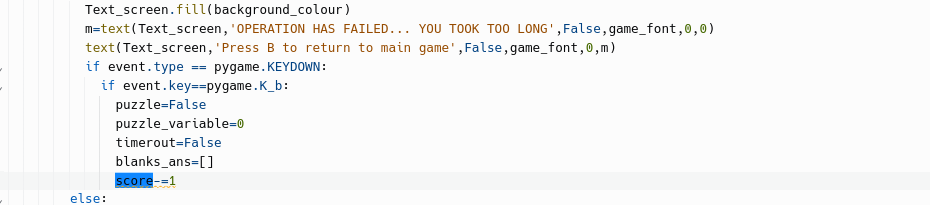 Text_screen.fill(background_colour)
m=text(Text_screen,'OPERATION HAS FAILED... YOU TOOK TOO LONG',False,game_font,0,0)
text(Text_screen,'Press B to return to main game',False,game_font,0,m)
if event.type == pygame.KEYDOWN:
if event.key==pygame.K_b:
puzzle=False
puzzle_variable=0
timerout=False
blanks_ans=[]
score-=1
else: